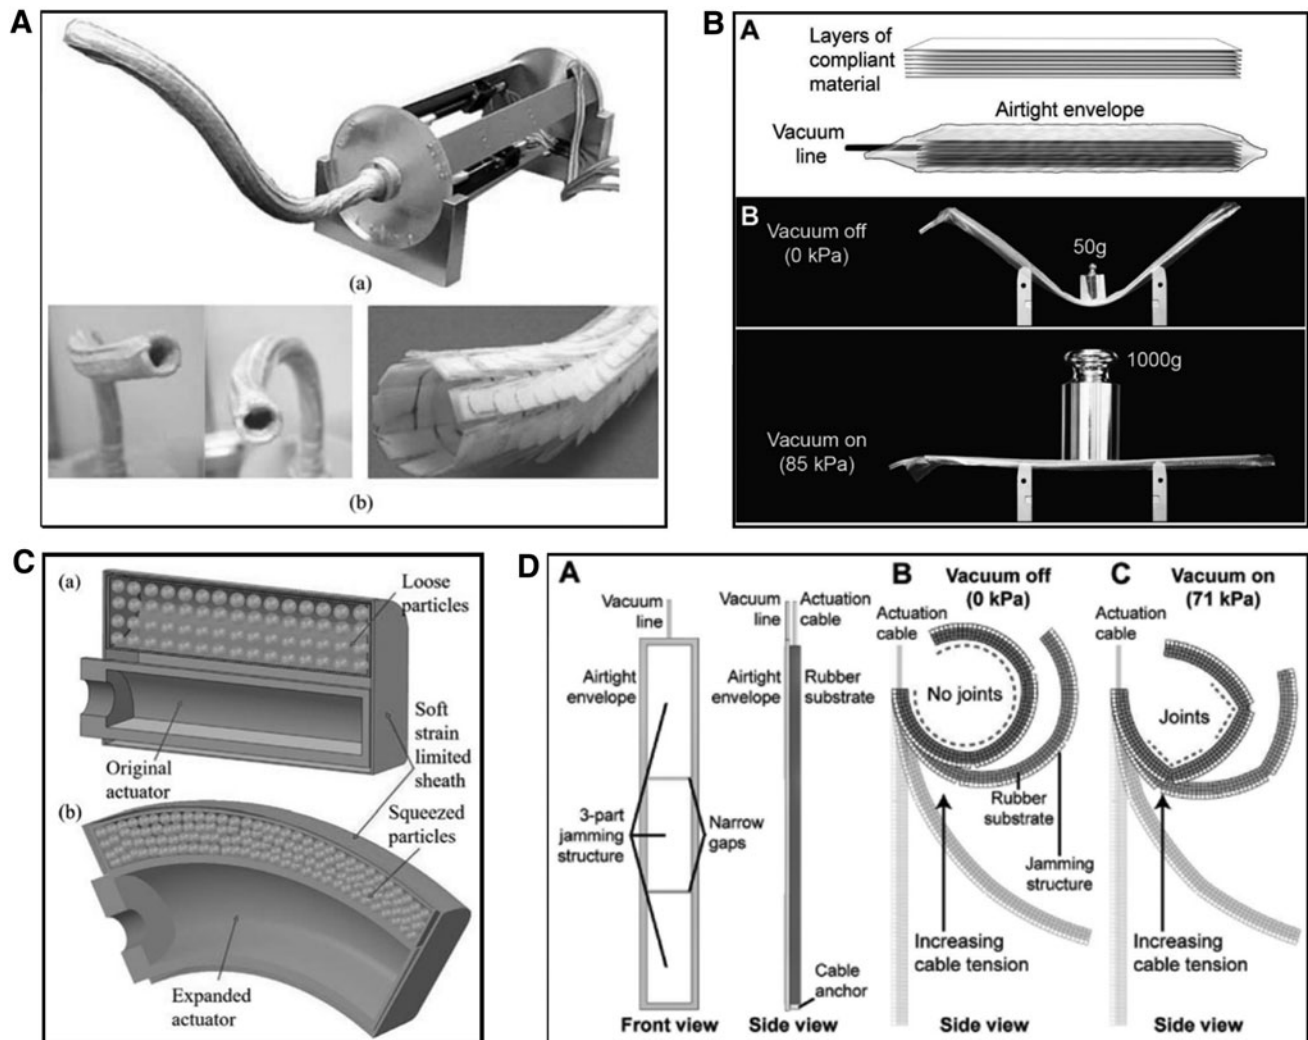 A
(a)
(b)
B
A
Layers of
compliant
material
Airtight envelope
Vacuum
line
B
Vacuum off
(0 kPa)
50g
1000g
Vacuum on
(85 kPa)
C
(a)
Loose
particles
Soft
strain
limited
sheath
Original
actuator
(b)
Squeezed
particles
Expanded
actuator
D
A
Vacuum
line
Airtight
envelope
3-part
jamming
structure
Narrow
gaps
Front view
Vacuum
line
Actuation
cable
Airtight
envelope
Rubber
substrate
Cable
anchor
Side view
B
Vacuum off
(0 kPa)
Actuation
cable
No joints
Rubber
substrate
Jamming
structure
Increasing
cable tension
Side view
C
Vacuum on
(71 kPa)
Actuation
cable
Joints
Increasing
cable tension
Side view